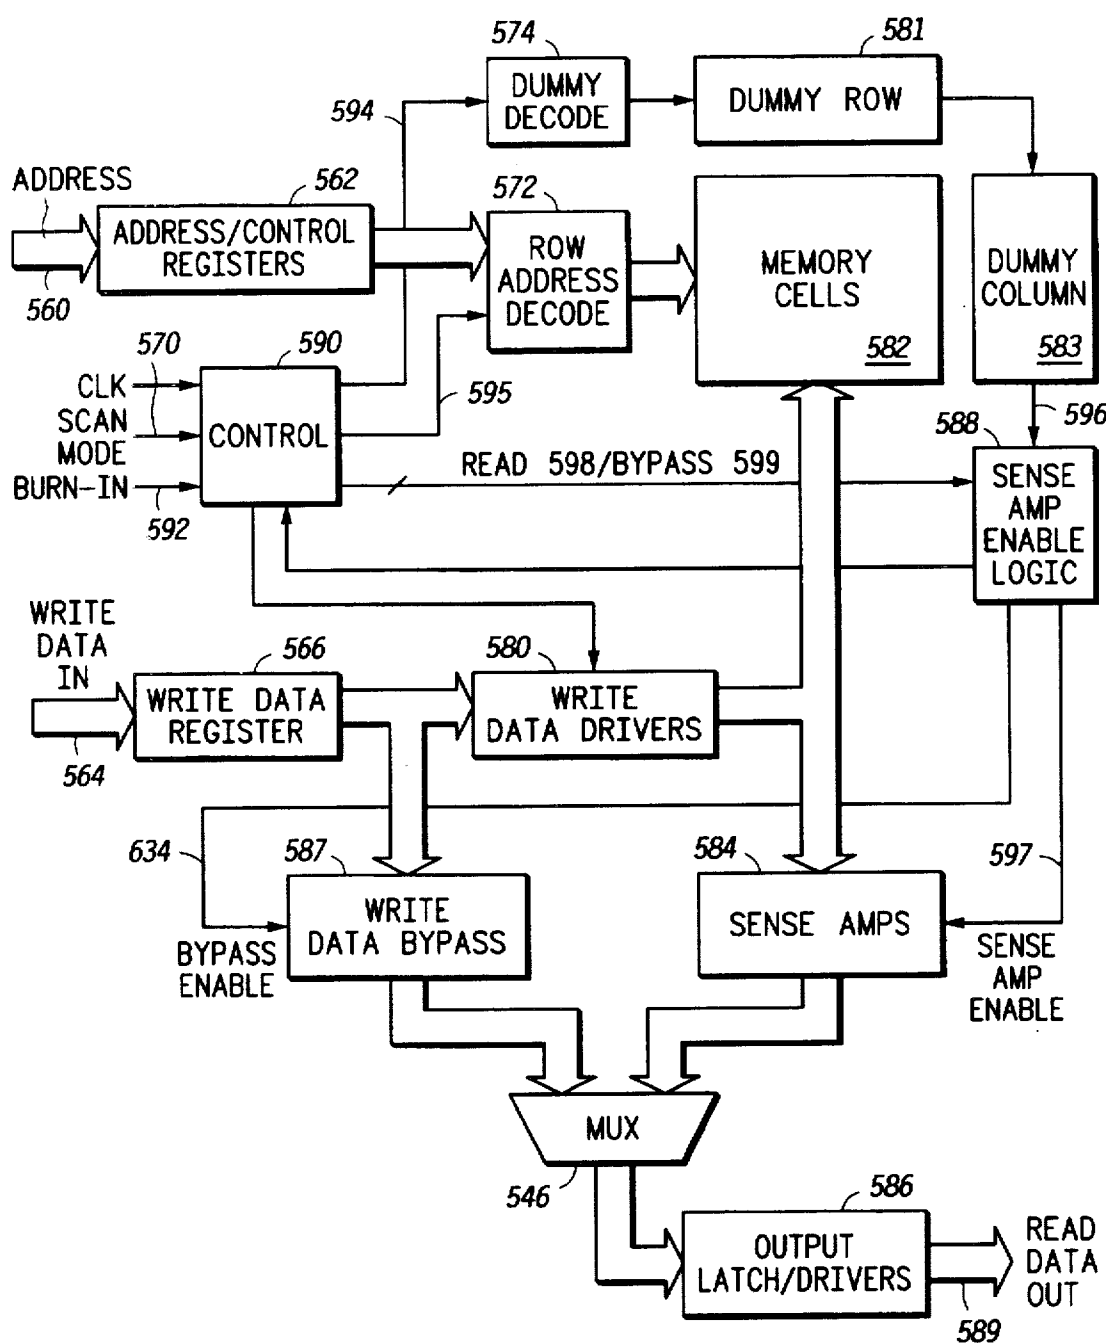 574
581
DUMMY
DECODE
DUMMY ROW
594
ADDRESS
562
572
ADDRESS/CONTROL
REGISTERS
ROW
ADDRESS
DECODE
MEMORY
CELLS
582
DUMMY
COLUMN
583
560
570
590
CLK
SCAN
MODE
BURN-IN
592
CONTROL
595
596
588
READ 598/BYPASS 599
SENSE
AMP
ENABLE
LOGIC
WRITE
DATA
IN
566
580
WRITE DATA
REGISTER
WRITE
DATA DRIVERS
564
634
587
584
597
WRITE
DATA BYPASS
SENSE AMPS
BYPASS
ENABLE
SENSE
AMP
ENABLE
MUX
546
586
OUTPUT
LATCH/DRIVERS
READ
DATA
OUT
589